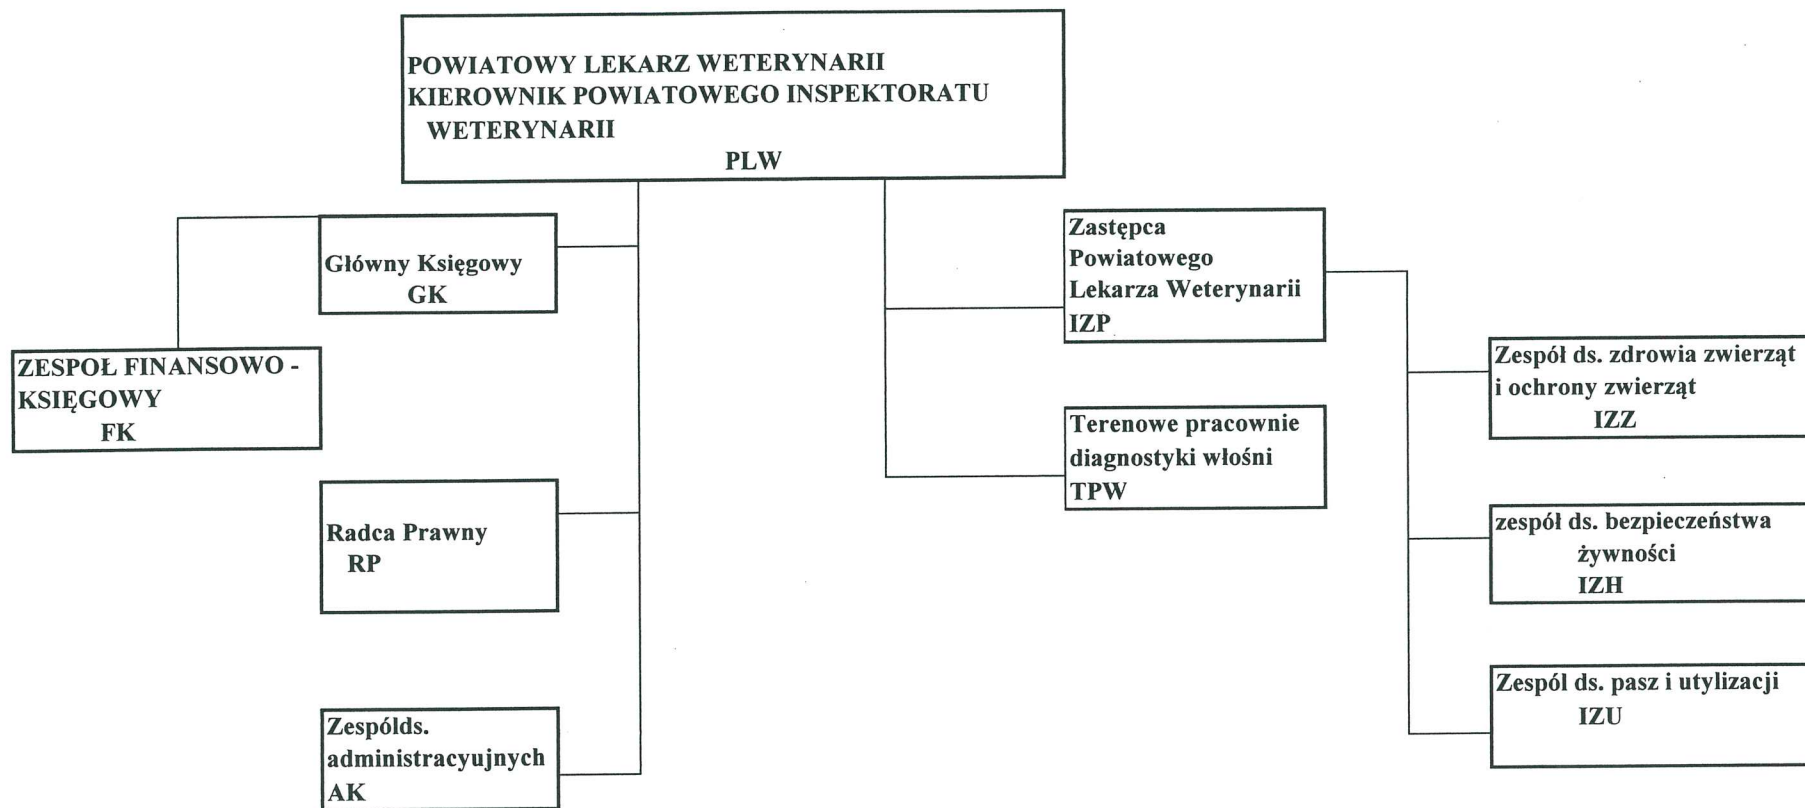 POWIATOWY LEKARZ WETERYNARII
KIEROWNIK POWIATOWEGO INSPEKTORATU
WETERYNARII
PLW
Główny Księgowy
GK
ZESPOŁ FINANSOWO -
KSIĘGOWY
FK
Radca Prawny
RP
Zespólds.
administracyujnych
AK
Zastępca
Powiatowego
Lekarza Weterynarii
IZP
Terenowe pracownie
diagnostyki włośni
TPW
Zespół ds. zdrowia zwierząt
i ochrony zwierząt
IZZ
zespół ds. bezpieczeństwa
żywności
IZH
Zespól ds. pasz i utylizacji
IZU